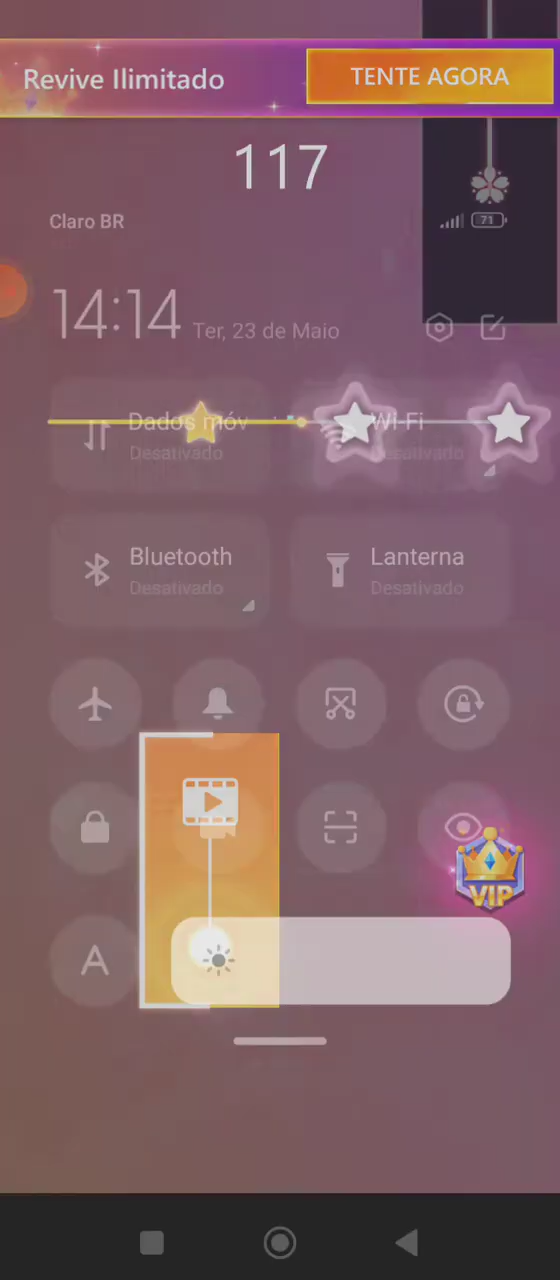 Revive Ilimitado
TENTE AGORA
117
Claro BR
71
14:14 Ter, 23 de Maio
Dados móv
Wi-Fi
Desativado
Desativado
Bluetooth
Lanterna
Desativado
Desativado
VIP
A